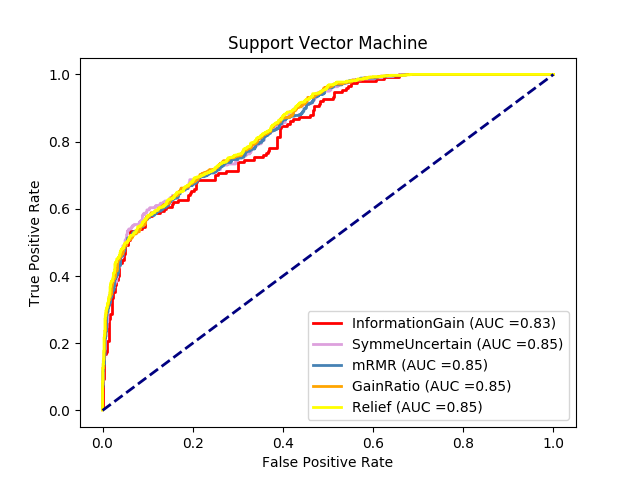 Support Vector Machine
True Positive Rate
1.0
0.8
0.6
0.4
0.2
0.0
InformationGain (AUC =0.83)
SymmeUncertain (AUC =0.85)
mRMR (AUC =0.85)
GainRatio (AUC =0.85)
Relief (AUC =0.85)
0.0 0.2 0.4 0.6 0.8 1.0
False Positive Rate